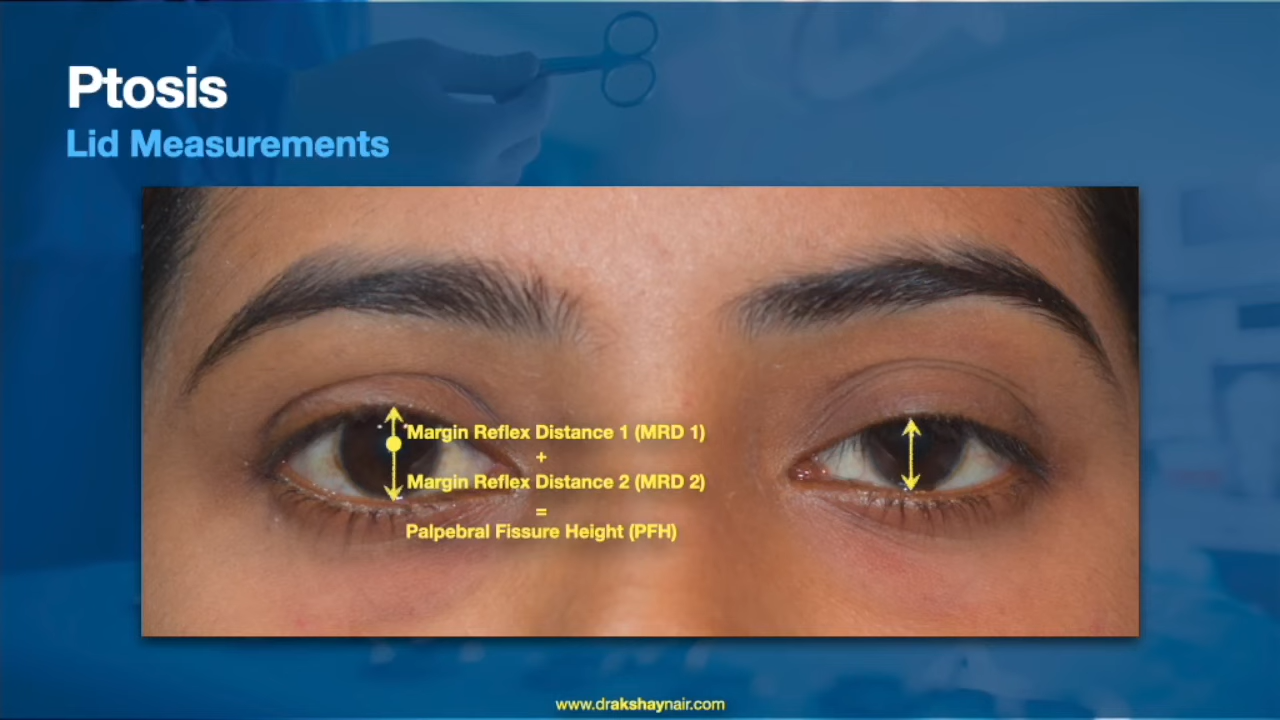 Ptosis
Lid Measurements
Margin Reflex Distance 1 (MRD 1)
+
Margin Reflex Distance 2 (MRD 2)
=
Palpebral Fissure Height (PFH)
www.drakshaynair.com